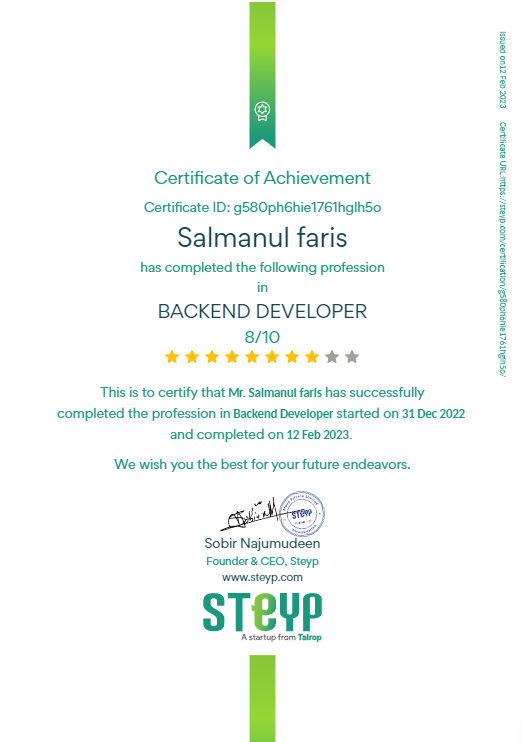 Issued on12 Feb 2023 Certificate URL:https://steyp.com/certification/g580ph6hie1761hglh5o/
Certificate of Achievement
Certificate ID: g580ph6hie1761hglh5o
Salmanul faris
has completed the following profession
in
BACKEND DEVELOPER
8/10
This is to certify that Mr. Salmanul faris has successfully
completed the profession in Backend Developer started on 31 Dec 2022
and completed on 12 Feb 2023.
We wish you the best for your future endeavors.
STEYP
Sobir Najumudeen
Founder & CEO, Steyp
www.steyp.com
STEYP
A startup from Talrop